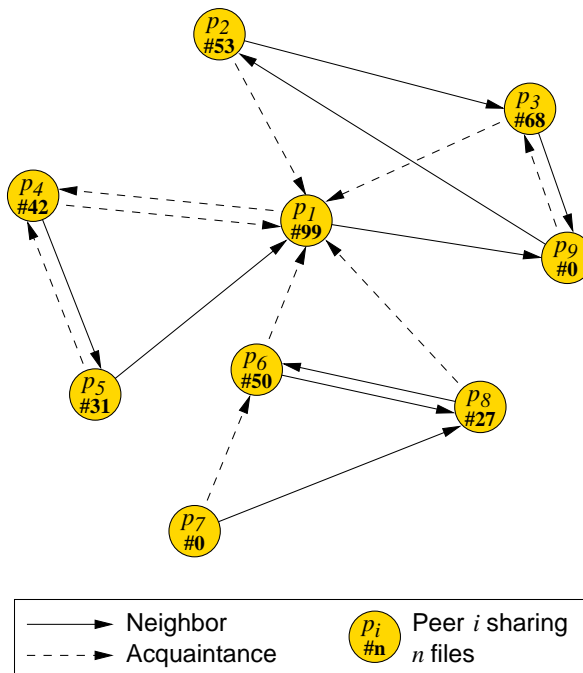 p2
#53
p3
#68
p4
#42
p1
#99
p9
#0
p6
#50
p5
#31
p8
#27
p7
#0
Neighbor
Acquaintance
pi
#n
Peer i sharing
n files